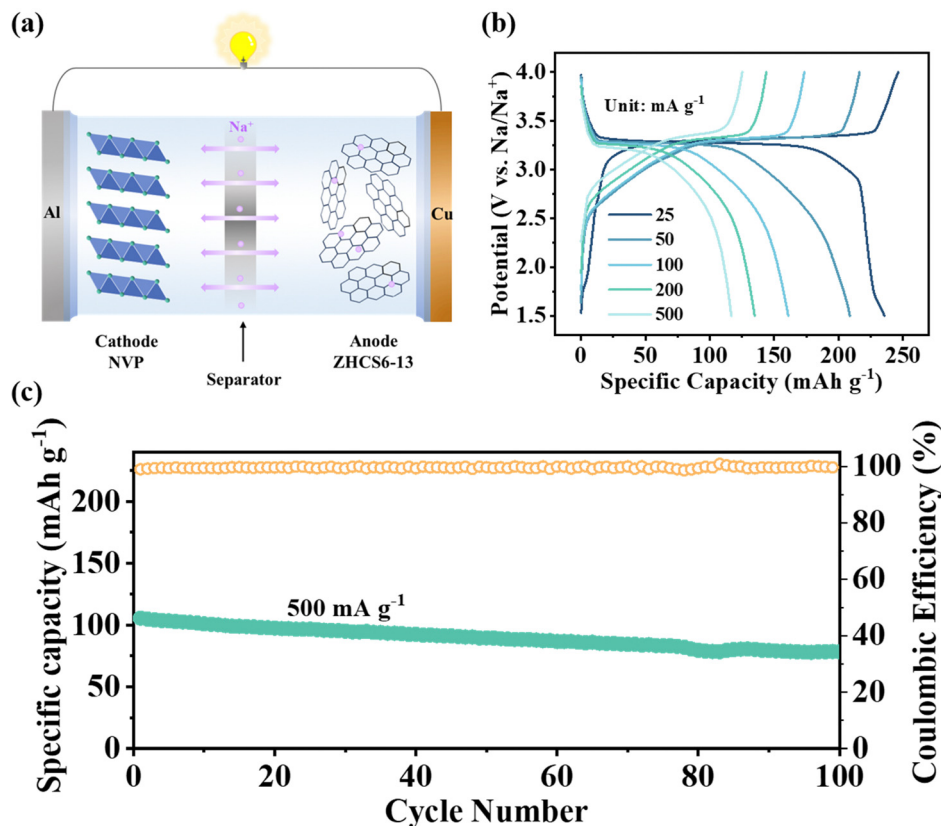 (a)
Na⁺
Al
Cu
Cathode
NVP
Anode
ZHCS6-13
Separator
(b)
Potential (V vs. Na/Na⁺)
4.0
3.5
3.0
2.5
2.0
1.5
Unit: mA g⁻¹
25
50
100
200
500
0 50 100 150 200 250
Specific Capacity (mAh g⁻¹)
(c)
Specific capacity (mAh g⁻¹)
200
150
100
50
0
500 mA g⁻¹
100
80
60
40
20
0
Coulombic Efficiency (%)
0 20 40 60 80 100
Cycle Number